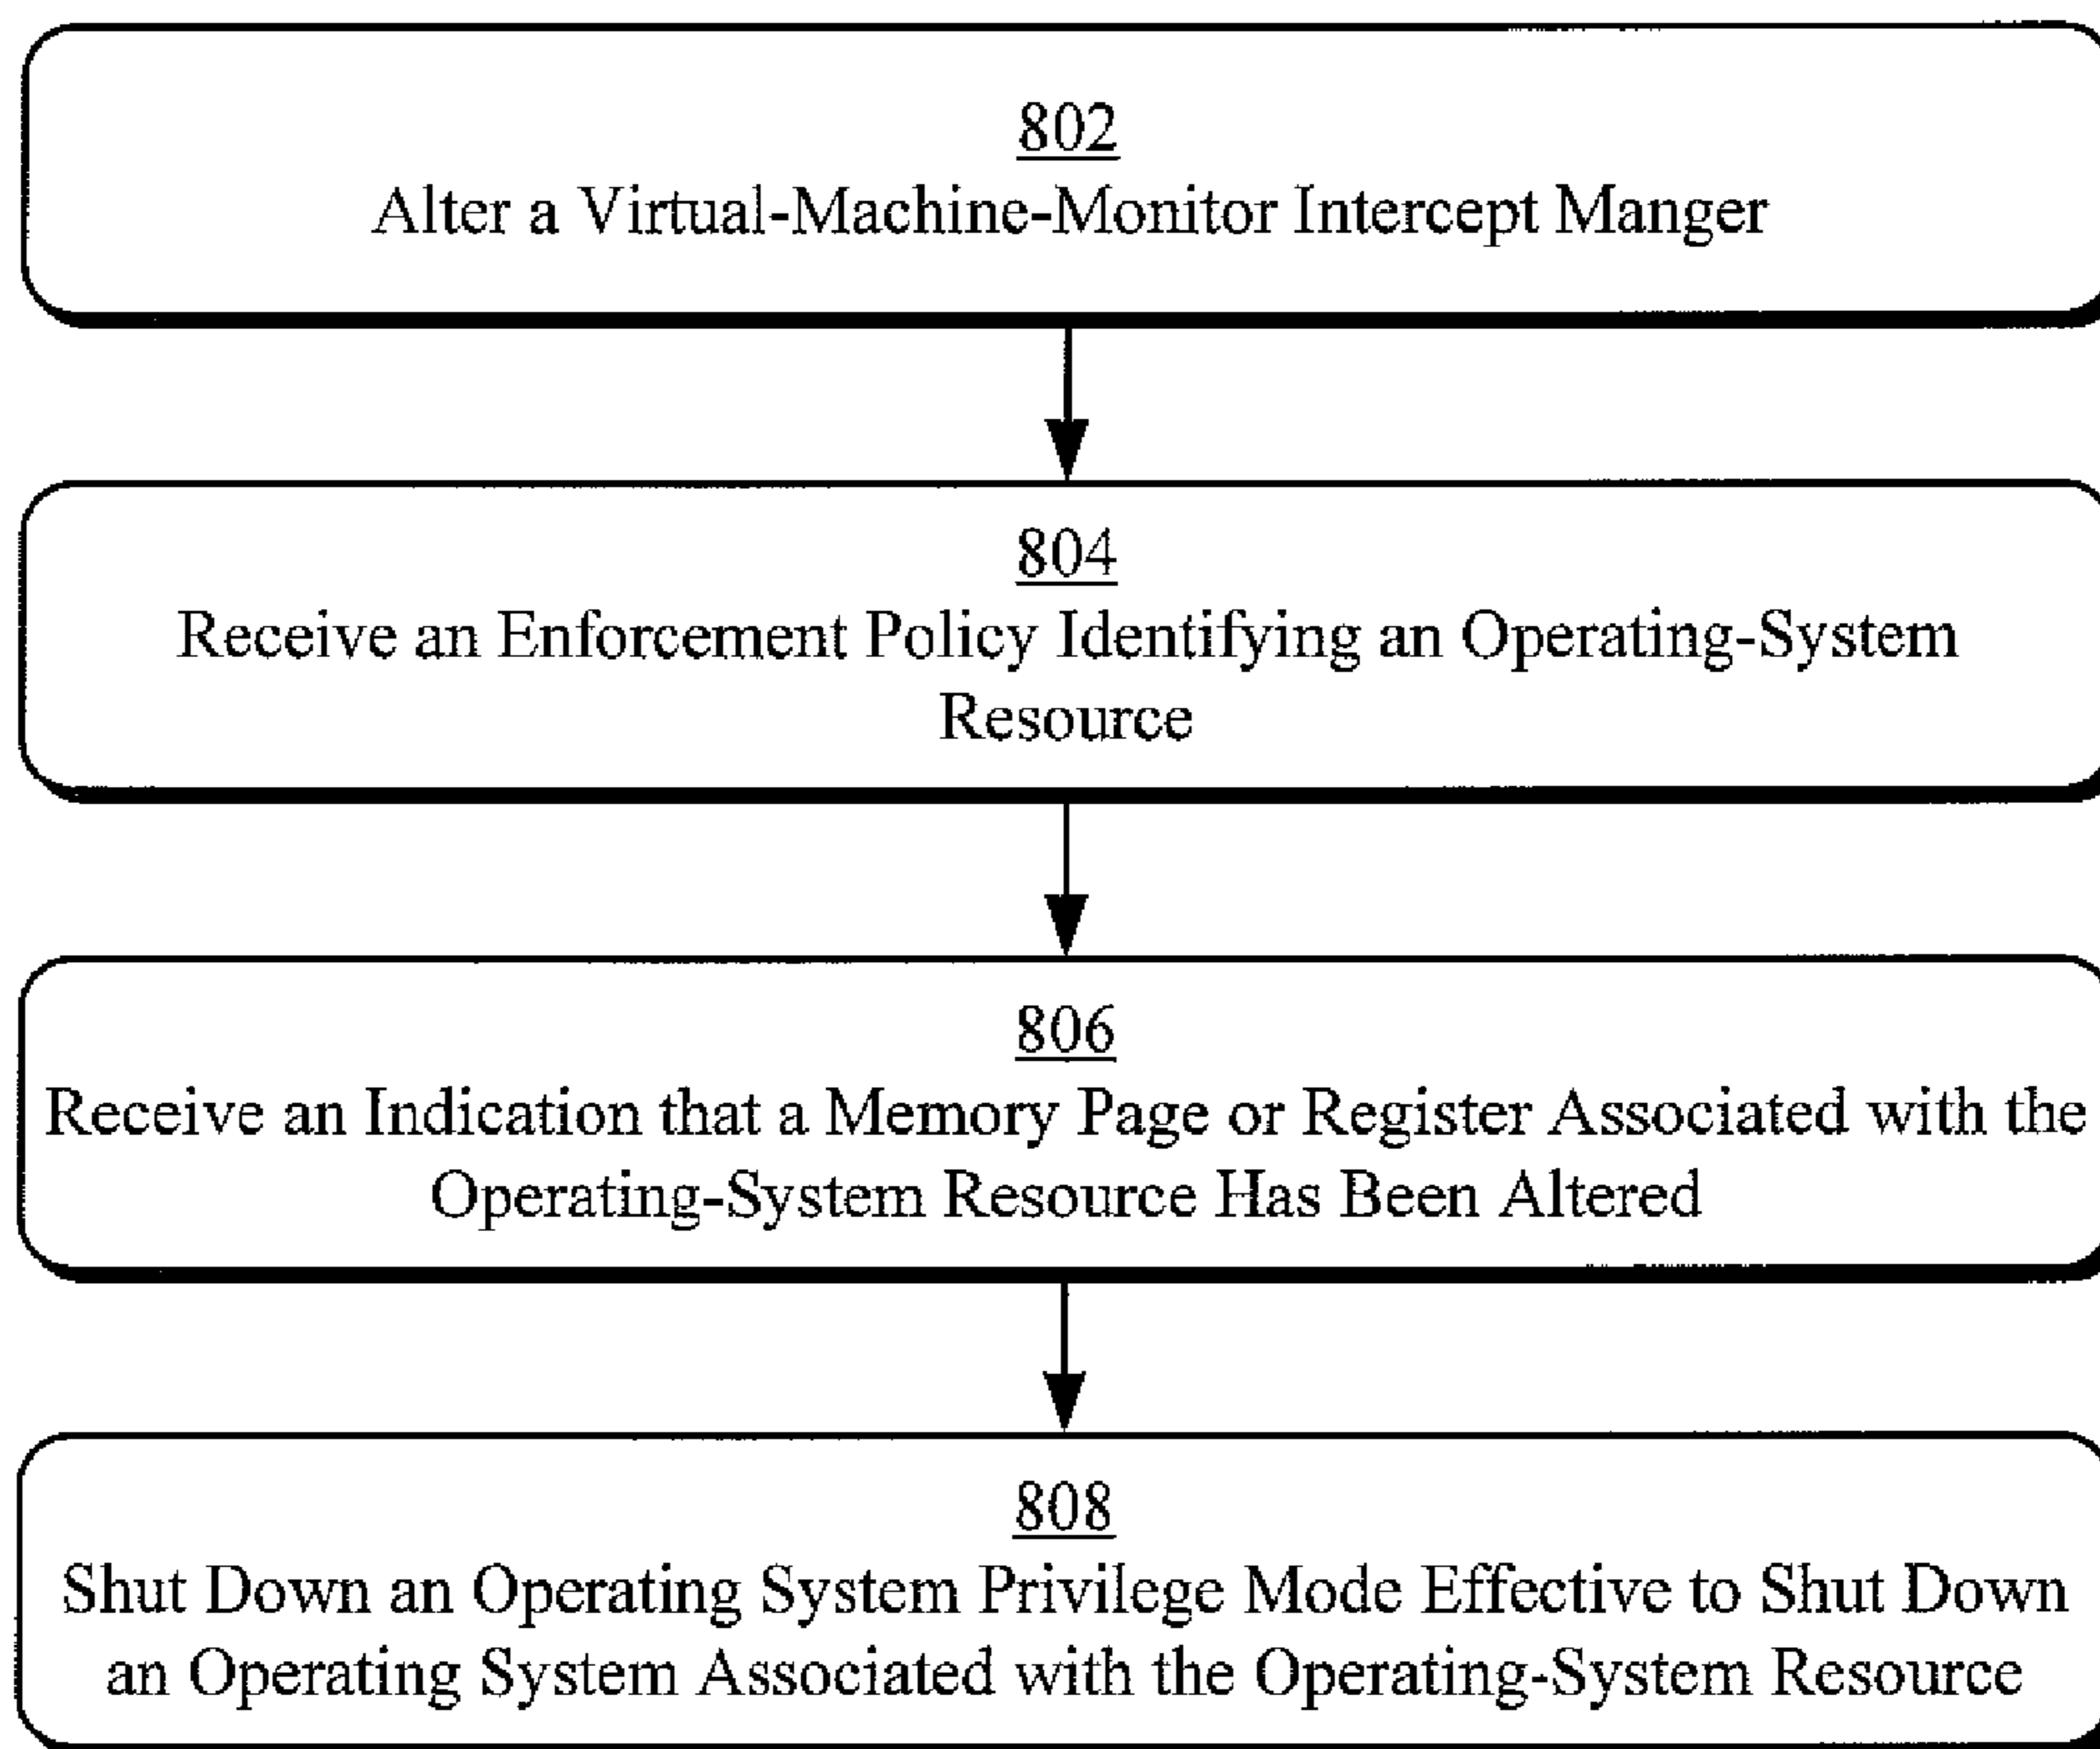 802
Alter a Virtual-Machine-Monitor Intercept Manger
804
Receive an Enforcement Policy Identifying an Operating-System
Resource
806
Receive an Indication that a Memory Page or Register Associated with the
Operating-System Resource Has Been Altered
808
Shut Down an Operating System Privilege Mode Effective to Shut Down
an Operating System Associated with the Operating-System Resource